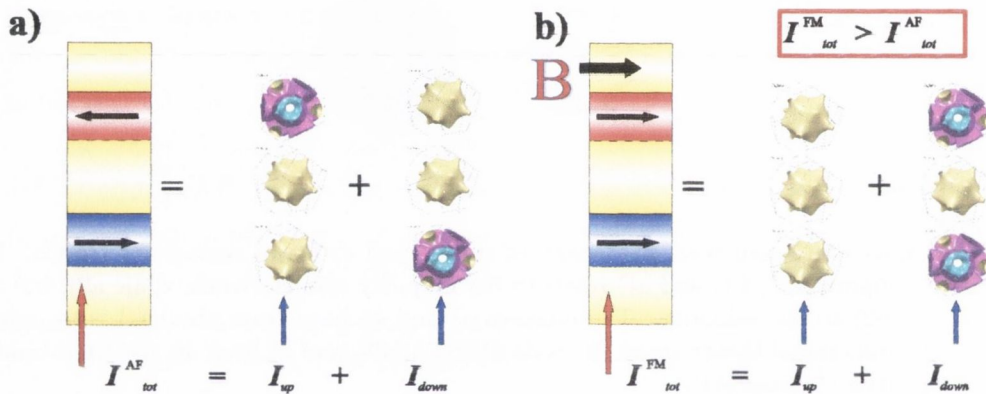 a)
=
+
I^AF_tot = I_up + I_down
b)
I^FM_tot > I^AF_tot
B
=
+
I^FM_tot = I_up + I_down